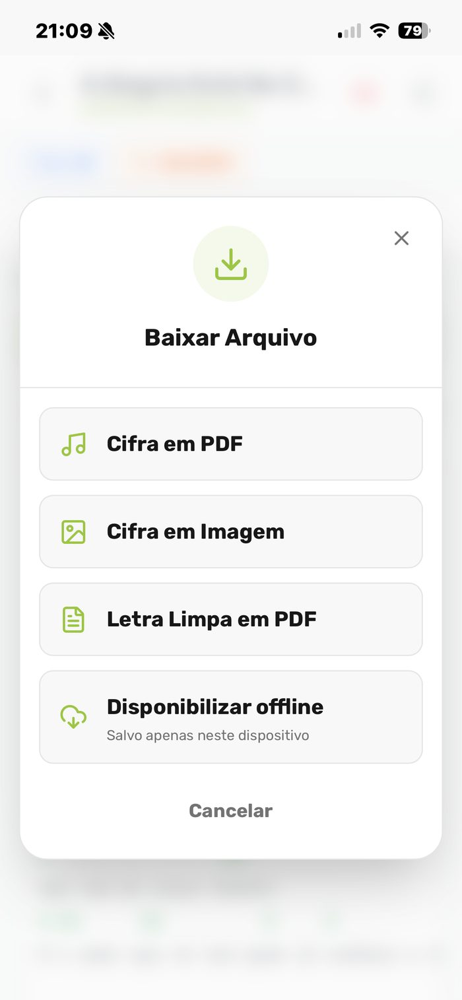 21:09
79
Baixar Arquivo
Cifra em PDF
Cifra em Imagem
Letra Limpa em PDF
Disponibilizar offline
Salvo apenas neste dispositivo
Cancelar